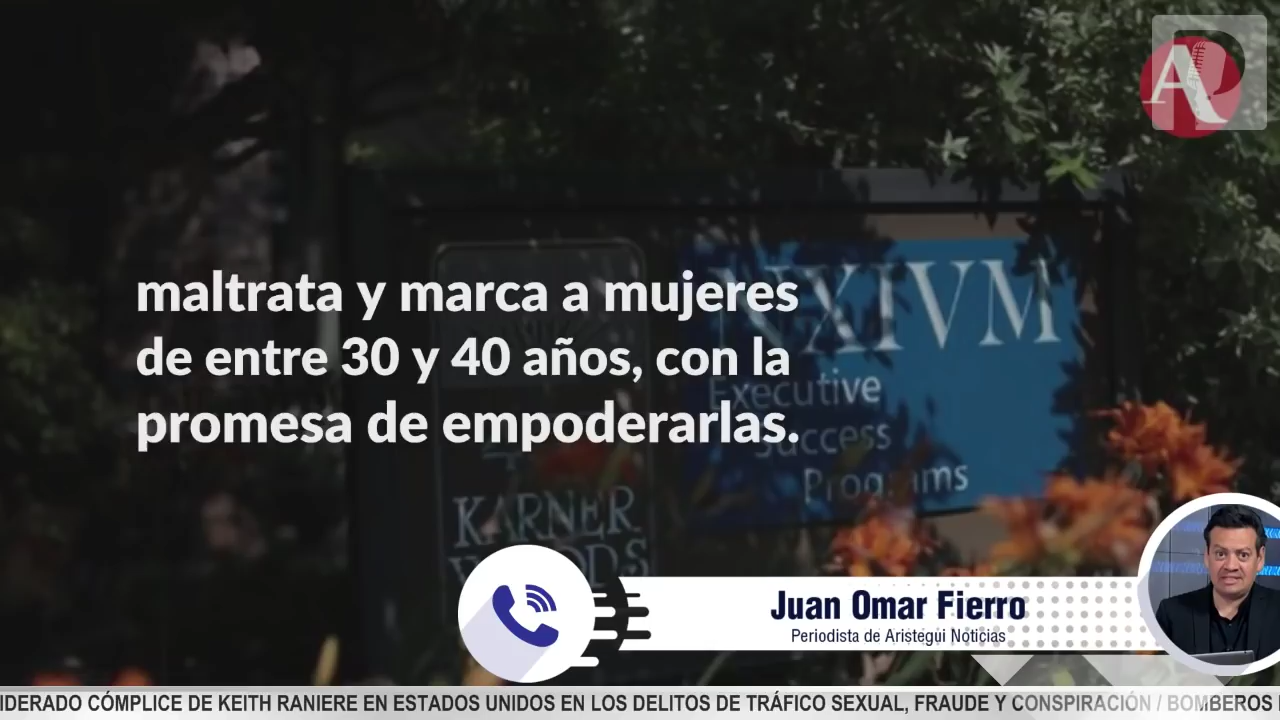 AR
maltrata y marca a mujeres
de entre 30 y 40 años, con la
promesa de empoderarlas.
NXIVM
Executive
Success
Programs
KARNER
WOODS
Juan Omar Fierro
Periodista de Aristegui Noticias
IDERADO CÓMPLICE DE KEITH RANIERE EN ESTADOS UNIDOS EN LOS DELITOS DE TRÁFICO SEXUAL, FRAUDE Y CONSPIRACIÓN / BOMBEROS